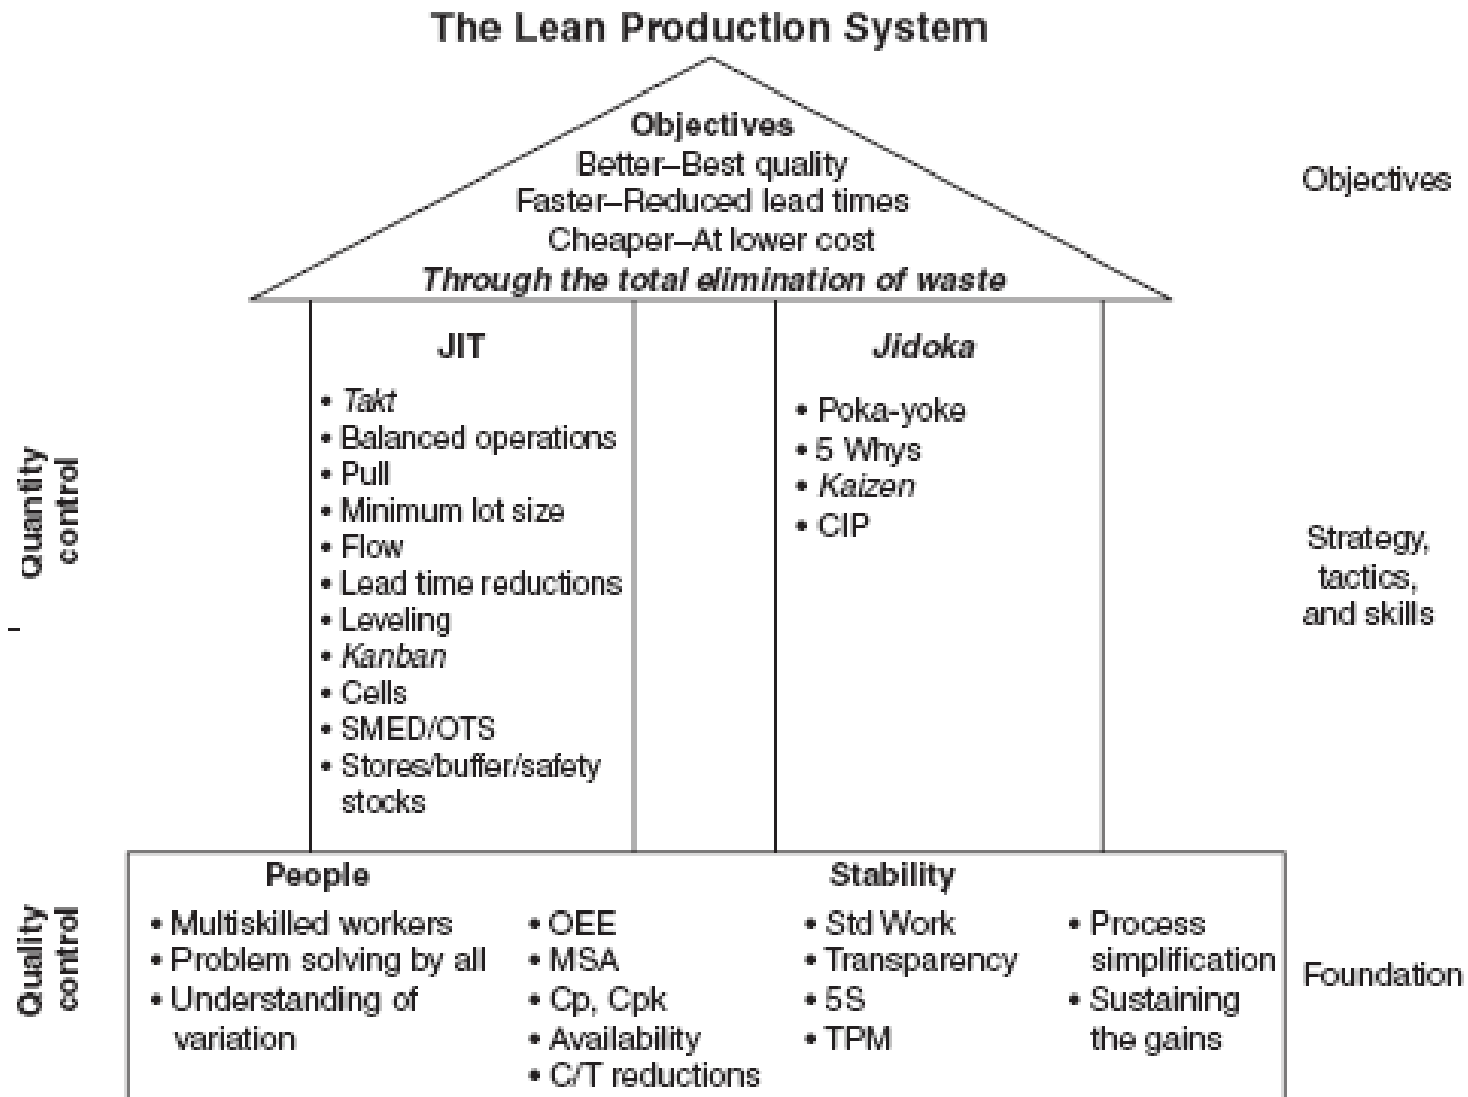 The Lean Production System
Objectives
Better–Best quality
Faster–Reduced lead times
Cheaper–At lower cost
Through the total elimination of waste
Objectives
JIT
• Takt
• Balanced operations
• Pull
• Minimum lot size
• Flow
• Lead time reductions
• Leveling
• Kanban
• Cells
• SMED/OTS
• Stores/buffer/safety
stocks
Jidoka
• Poka-yoke
• 5 Whys
• Kaizen
• CIP
Quantity
control
Strategy,
tactics,
and skills
People
• Multiskilled workers
• Problem solving by all
• Understanding of
variation
Stability
• OEE
• MSA
• Cp, Cpk
• Availability
• C/T reductions
• Std Work
• Transparency
• 5S
• TPM
• Process
simplification
• Sustaining
the gains
Quality
control
Foundation